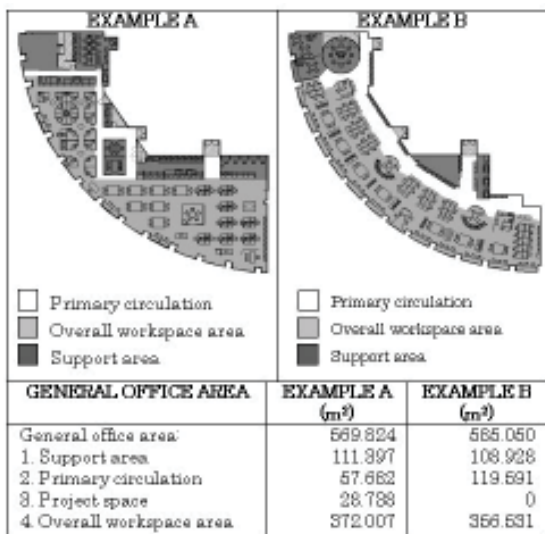 EXAMPLE A
Primary circulation
Overall workspace area
Support area
EXAMPLE B
Primary circulation
Overall workspace area
Support area
GENERAL OFFICE AREA EXAMPLE A (m²) EXAMPLE B (m²)
General office area: 569.824 585.050
1. Support area 111.397 108.928
2. Primary circulation 57.682 119.591
3. Project space 28.738 0
4. Overall workspace area 372.007 356.531